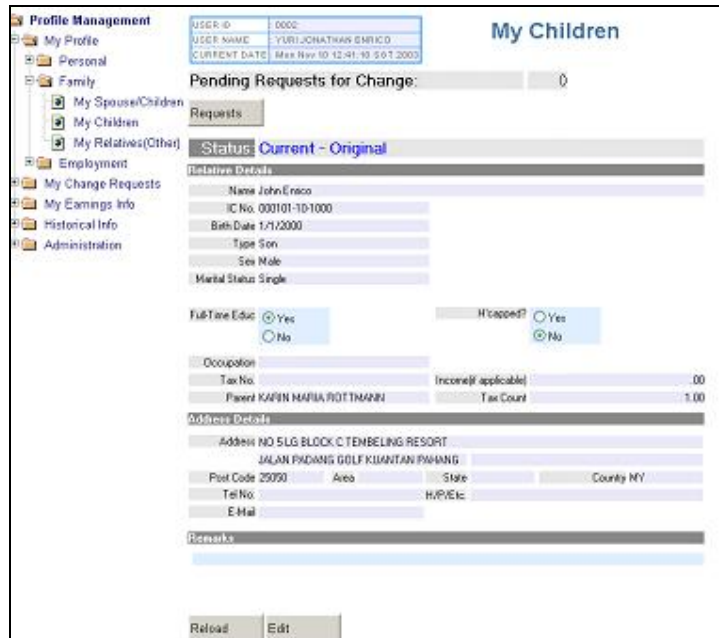 Profile Management
My Profile
Personal
Family
My Spouse/Children
My Children
My Relatives(Other)
Employment
My Change Requests
My Earnings Info
Historical Info
Administration
USER ID : 0002
USER NAME : YURI JONATHAN ENRICO
CURRENT DATE : Mon Nov 10 12:41:10 SGT 2003
My Children
Pending Requests for Change: 0
Requests
Status: Current - Original
Relative Details
Name John Enrico
IC No. 000101-10-1000
Birth Date 1/1/2000
Type Son
Sex Male
Marital Status Single
Full-Time Educ Yes H'capped? Yes
No No
Occupation
Tax No. Income(if applicable) .00
Parent KARIN MARIA ROTTMANN Tax Count 1.00
Address Details
Address NO 5 LG BLOCK C TEMBELING RESORT
JALAN PADANG GOLF KUANTAN PAHANG
Post Code 25050 Area State County MY
Tel No. H/P/Etc.
E-Mail
Remarks
Reload Edit